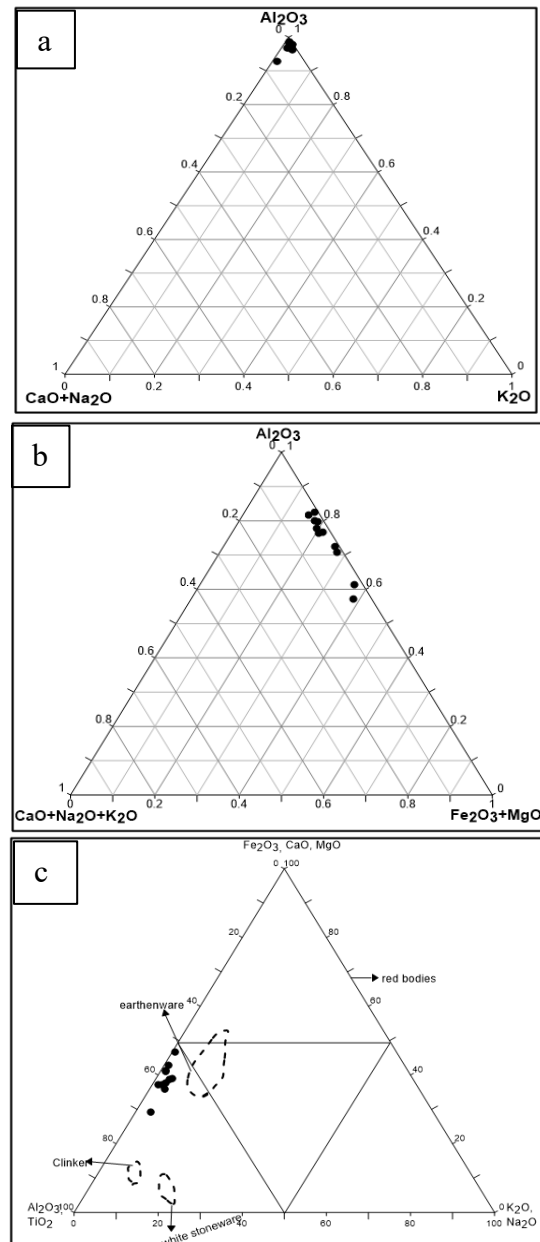 a
Al2O3
0 1
0.2 0.8
0.4 0.6
0.6 0.4
0.8 0.2
1 0
0 0.2 0.4 0.6 0.8 1
CaO+Na2O K2O
b
Al2O3
0 1
0.2 0.8
0.4 0.6
0.6 0.4
0.8 0.2
1 0
0 0.2 0.4 0.6 0.8 1
CaO+Na2O+K2O Fe2O3+MgO
c
Fe2O3, CaO, MgO
0 100
20 80
red bodies
earthenware 40 60
60 40
80 20
Clinker
Al2O3, 100 0 K2O,
TiO2 0 20 40 60 80 100 Na2O
white stoneware